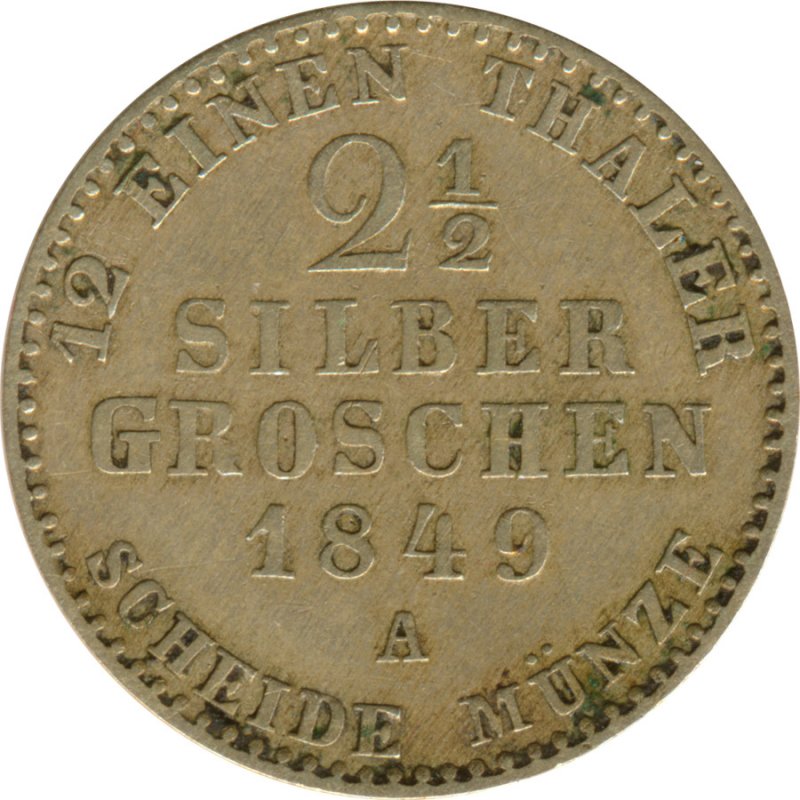 12 EINEN THALER
2 1/2
SILBER
GROSCHEN
1849
A
SCHEIDE MÜNZE